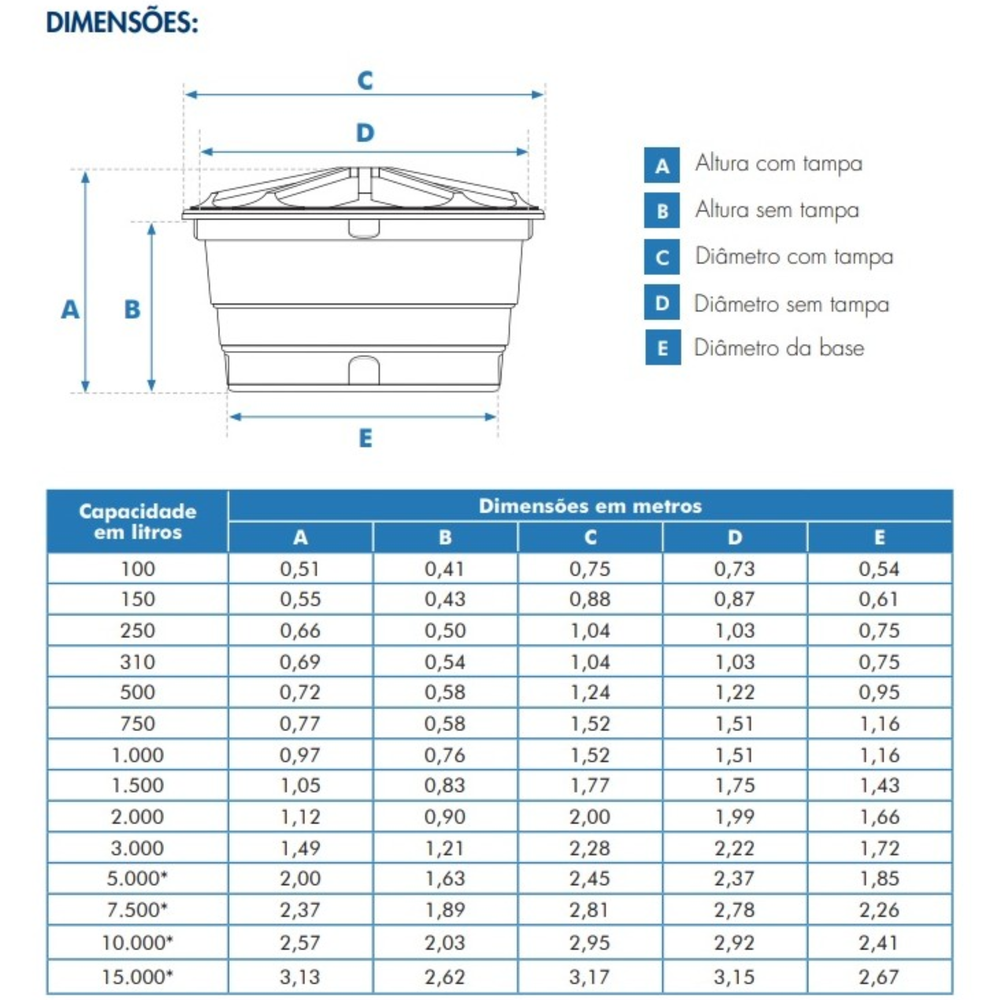 DIMENSÕES:
C
D
A
B
E
A Altura com tampa
B Altura sem tampa
C Diâmetro com tampa
D Diâmetro sem tampa
E Diâmetro da base
Capacidade
em litros
Dimensões em metros
A B C D E
100 0,51 0,41 0,75 0,73 0,54
150 0,55 0,43 0,88 0,87 0,61
250 0,66 0,50 1,04 1,03 0,75
310 0,69 0,54 1,04 1,03 0,75
500 0,72 0,58 1,24 1,22 0,95
750 0,77 0,58 1,52 1,51 1,16
1.000 0,97 0,76 1,52 1,51 1,16
1.500 1,05 0,83 1,77 1,75 1,43
2.000 1,12 0,90 2,00 1,99 1,66
3.000 1,49 1,21 2,28 2,22 1,72
5.000* 2,00 1,63 2,45 2,37 1,85
7.500* 2,37 1,89 2,81 2,78 2,26
10.000* 2,57 2,03 2,95 2,92 2,41
15.000* 3,13 2,62 3,17 3,15 2,67